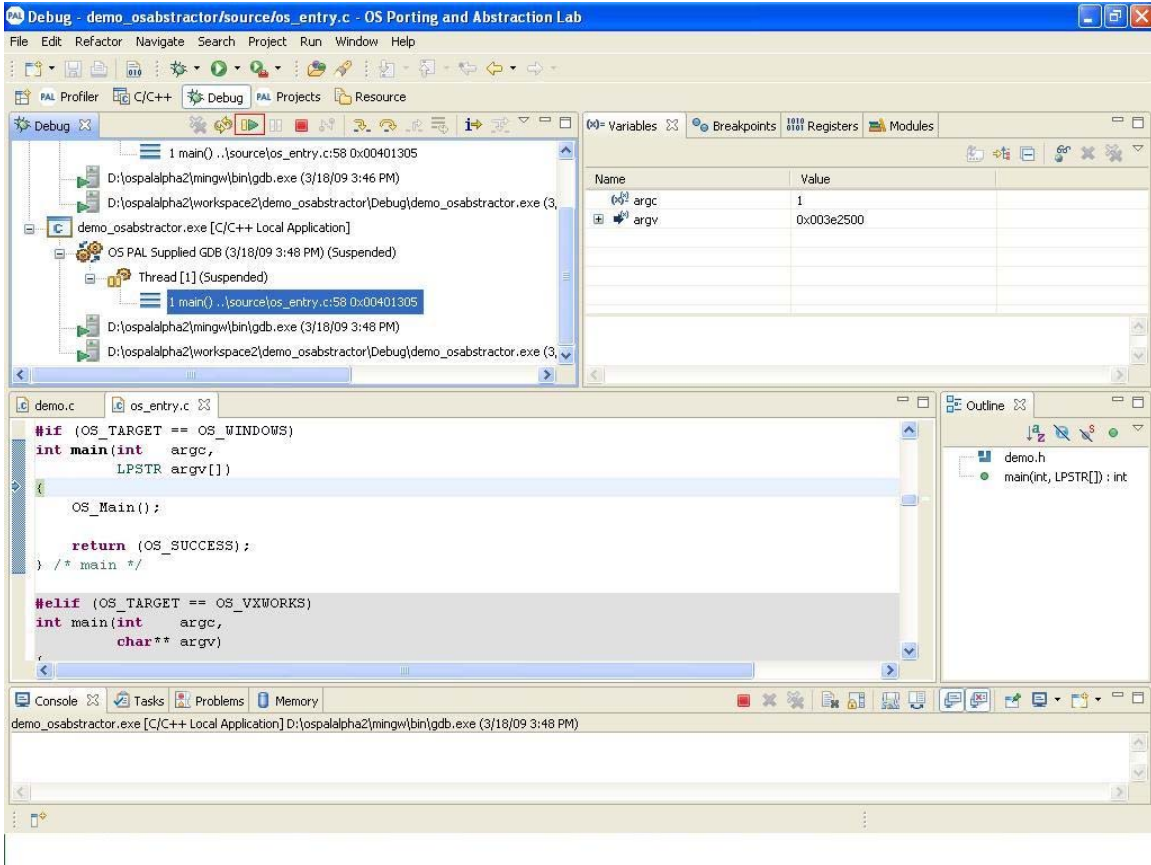 PAL Debug - demo_osabstractor/source/os_entry.c - OS Porting and Abstraction Lab
File Edit Refactor Navigate Search Project Run Window Help
PAL Profiler C/C++ Debug PAL Projects Resource
Debug
1 main() ..\source\os_entry.c:58 0x00401305
D:\ospalalpha2\mingw\bin\gdb.exe (3/18/09 3:46 PM)
D:\ospalalpha2\workspace2\demo_osabstractor\Debug\demo_osabstractor.exe (3,
demo_osabstractor.exe [C/C++ Local Application]
OS PAL Supplied GDB (3/18/09 3:48 PM) (Suspended)
Thread [1] (Suspended)
1 main() ..\source\os_entry.c:58 0x00401305
D:\ospalalpha2\mingw\bin\gdb.exe (3/18/09 3:48 PM)
D:\ospalalpha2\workspace2\demo_osabstractor\Debug\demo_osabstractor.exe (3,
(x)= Variables Breakpoints 1010 0101 Registers Modules
Name Value
argc 1
argv 0x003e2500
demo.c os_entry.c
#if (OS_TARGET == OS_WINDOWS)
int main(int argc,
LPSTR argv[])
{
OS_Main();
return (OS_SUCCESS);
} /* main */
#elif (OS_TARGET == OS_VXWORKS)
int main(int argc,
char** argv)
{
Outline
demo.h
main(int, LPSTR[]) : int
Console Tasks Problems Memory
demo_osabstractor.exe [C/C++ Local Application] D:\ospalalpha2\mingw\bin\gdb.exe (3/18/09 3:48 PM)